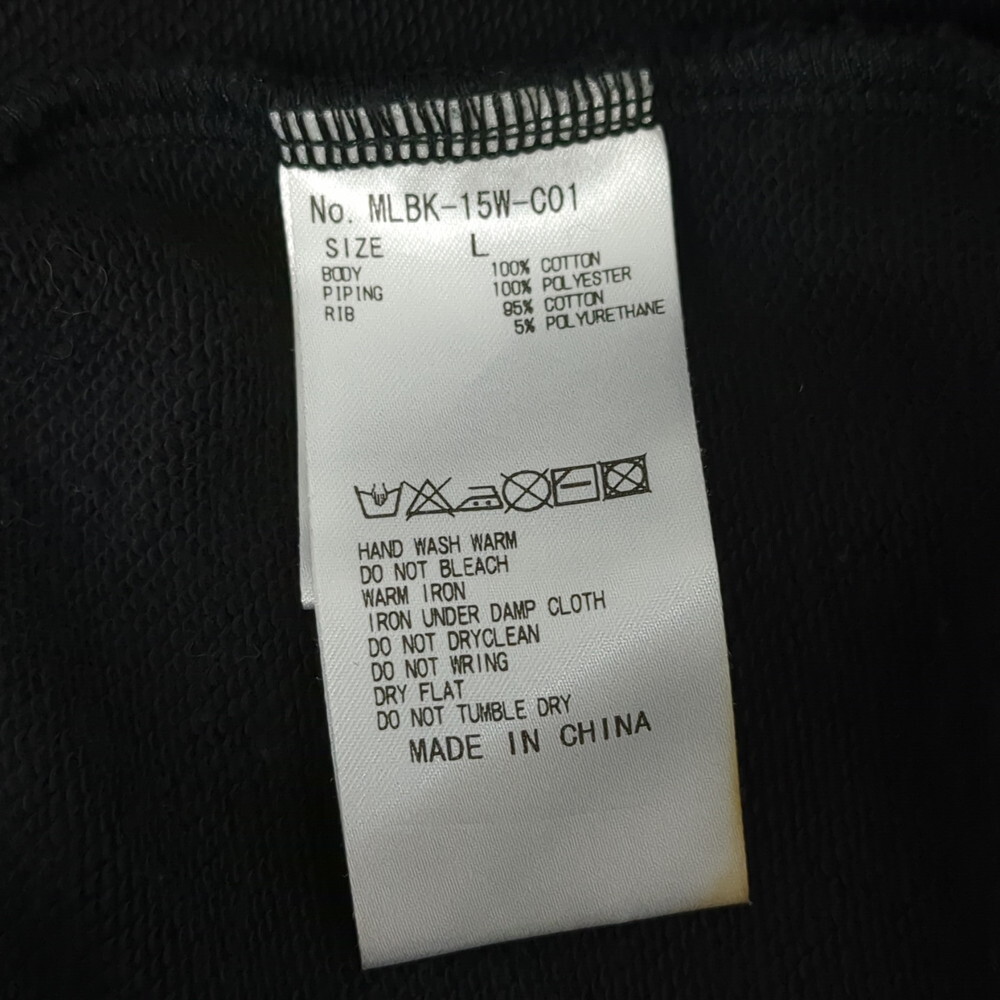 No. MLBK-15W-C01
SIZE L
BODY 100% COTTON
PIPING 100% POLYESTER
RIB 95% COTTON
5% POLYURETHANE
HAND WASH WARM
DO NOT BLEACH
WARM IRON
IRON UNDER DAMP CLOTH
DO NOT DRYCLEAN
DO NOT WRING
DRY FLAT
DO NOT TUMBLE DRY
MADE IN CHINA